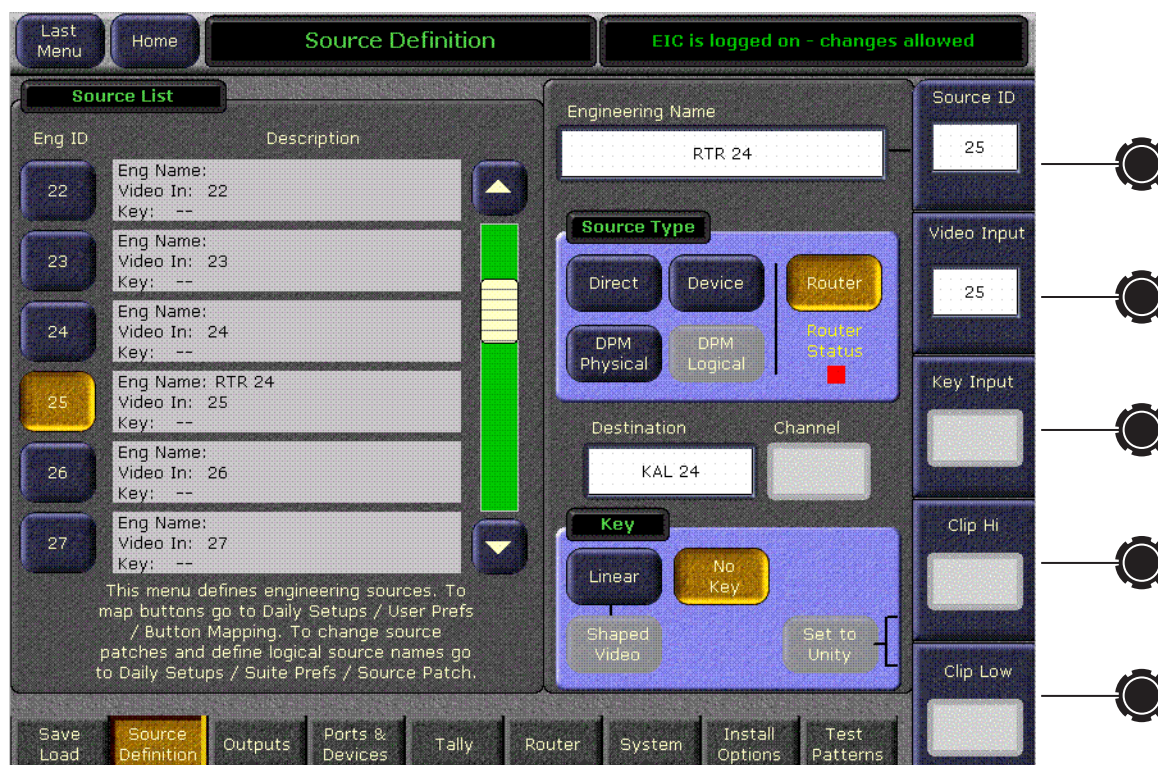 Last
Menu
Home
Source Definition
EIC is logged on - changes allowed
Source List
Eng ID
Description
22
Eng Name:
Video In: 22
Key: --
23
Eng Name:
Video In: 23
Key: --
24
Eng Name:
Video In: 24
Key: --
25
Eng Name: RTR 24
Video In: 25
Key: --
26
Eng Name:
Video In: 26
Key: --
27
Eng Name:
Video In: 27
Key: --
This menu defines engineering sources. To
map buttons go to Daily Setups / User Prefs
/ Button Mapping. To change source
patches and define logical source names go
to Daily Setups / Suite Prefs / Source Patch.
Engineering Name
RTR 24
Source Type
Direct
Device
Router
DPM
Physical
DPM
Logical
Router
Status
Destination
Channel
KAL 24
Key
Linear
No
Key
Shaped
Video
Set to
Unity
Source ID
25
Video Input
25
Key Input
Clip Hi
Clip Low
Save
Load
Source
Definition
Outputs
Ports &
Devices
Tally
Router
System
Install
Options
Test
Patterns